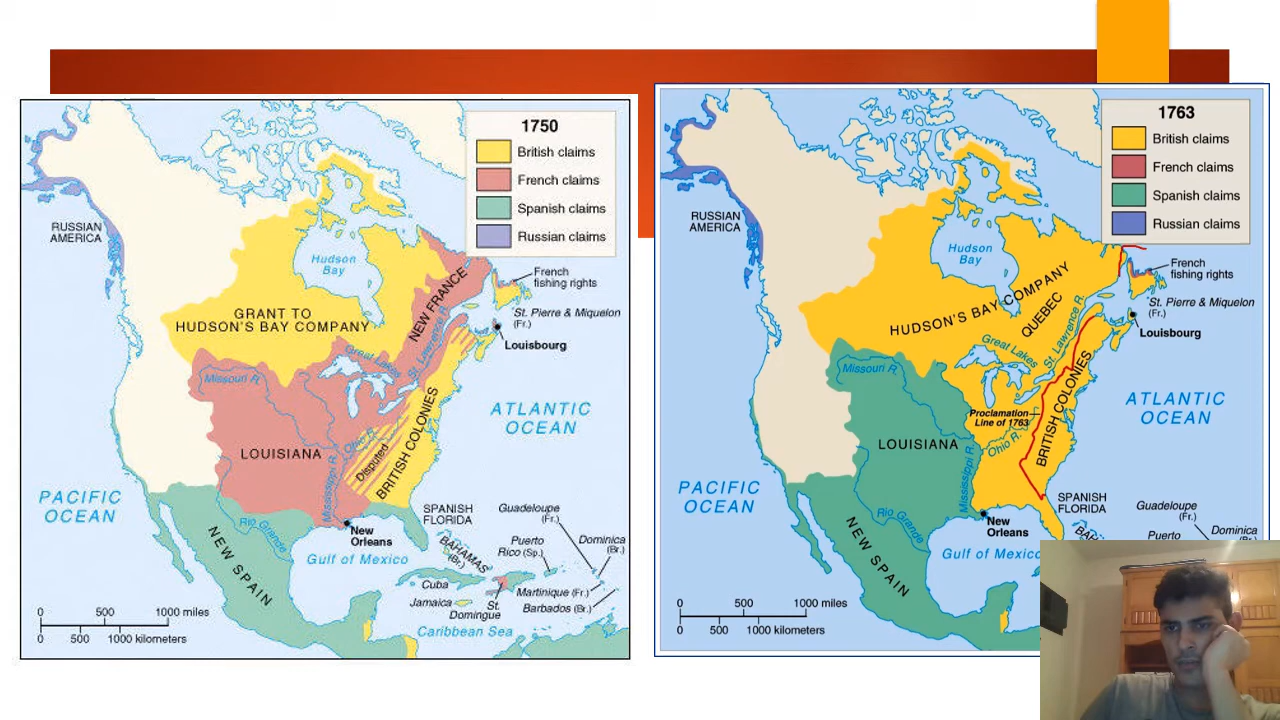 1750
British claims
French claims
Spanish claims
Russian claims
RUSSIAN
AMERICA
Hudson
Bay
NEW FRANCE
French
fishing rights
GRANT TO
HUDSON'S BAY COMPANY
St. Pierre & Miquelon
(Fr.)
Louisbourg
St. Lawrence R.
Great Lakes
Missouri R.
ATLANTIC
OCEAN
LOUISIANA
Ohio R.
Disputed
BRITISH COLONIES
Mississippi R.
PACIFIC
OCEAN
Rio Grande
New
Orleans
SPANISH
FLORIDA
Guadeloupe
(Fr.)
NEW SPAIN
Gulf of Mexico
BAHAMAS
(Br.)
Puerto
Rico (Sp.)
Dominica
(Br.)
Cuba
Martinique (Fr.)
Jamaica
St.
Domingue
Barbados (Br.)
Caribbean Sea
0 500 1000 miles
0 500 1000 kilometers
1763
British claims
French claims
Spanish claims
Russian claims
RUSSIAN
AMERICA
Hudson
Bay
French
fishing rights
HUDSON'S BAY COMPANY
QUEBEC
St. Pierre & Miquelon
(Fr.)
Louisbourg
St. Lawrence R.
Great Lakes
Missouri R.
ATLANTIC
OCEAN
Proclamation
Line of 1763
LOUISIANA
Ohio R.
BRITISH COLONIES
Mississippi R.
PACIFIC
OCEAN
Rio Grande
New
Orleans
SPANISH
FLORIDA
Guadeloupe
(Fr.)
NEW SPAIN
Gulf of Mexico
Puerto
Dominica
(Br.)
0 500 1000 miles
0 500 1000 kilometers